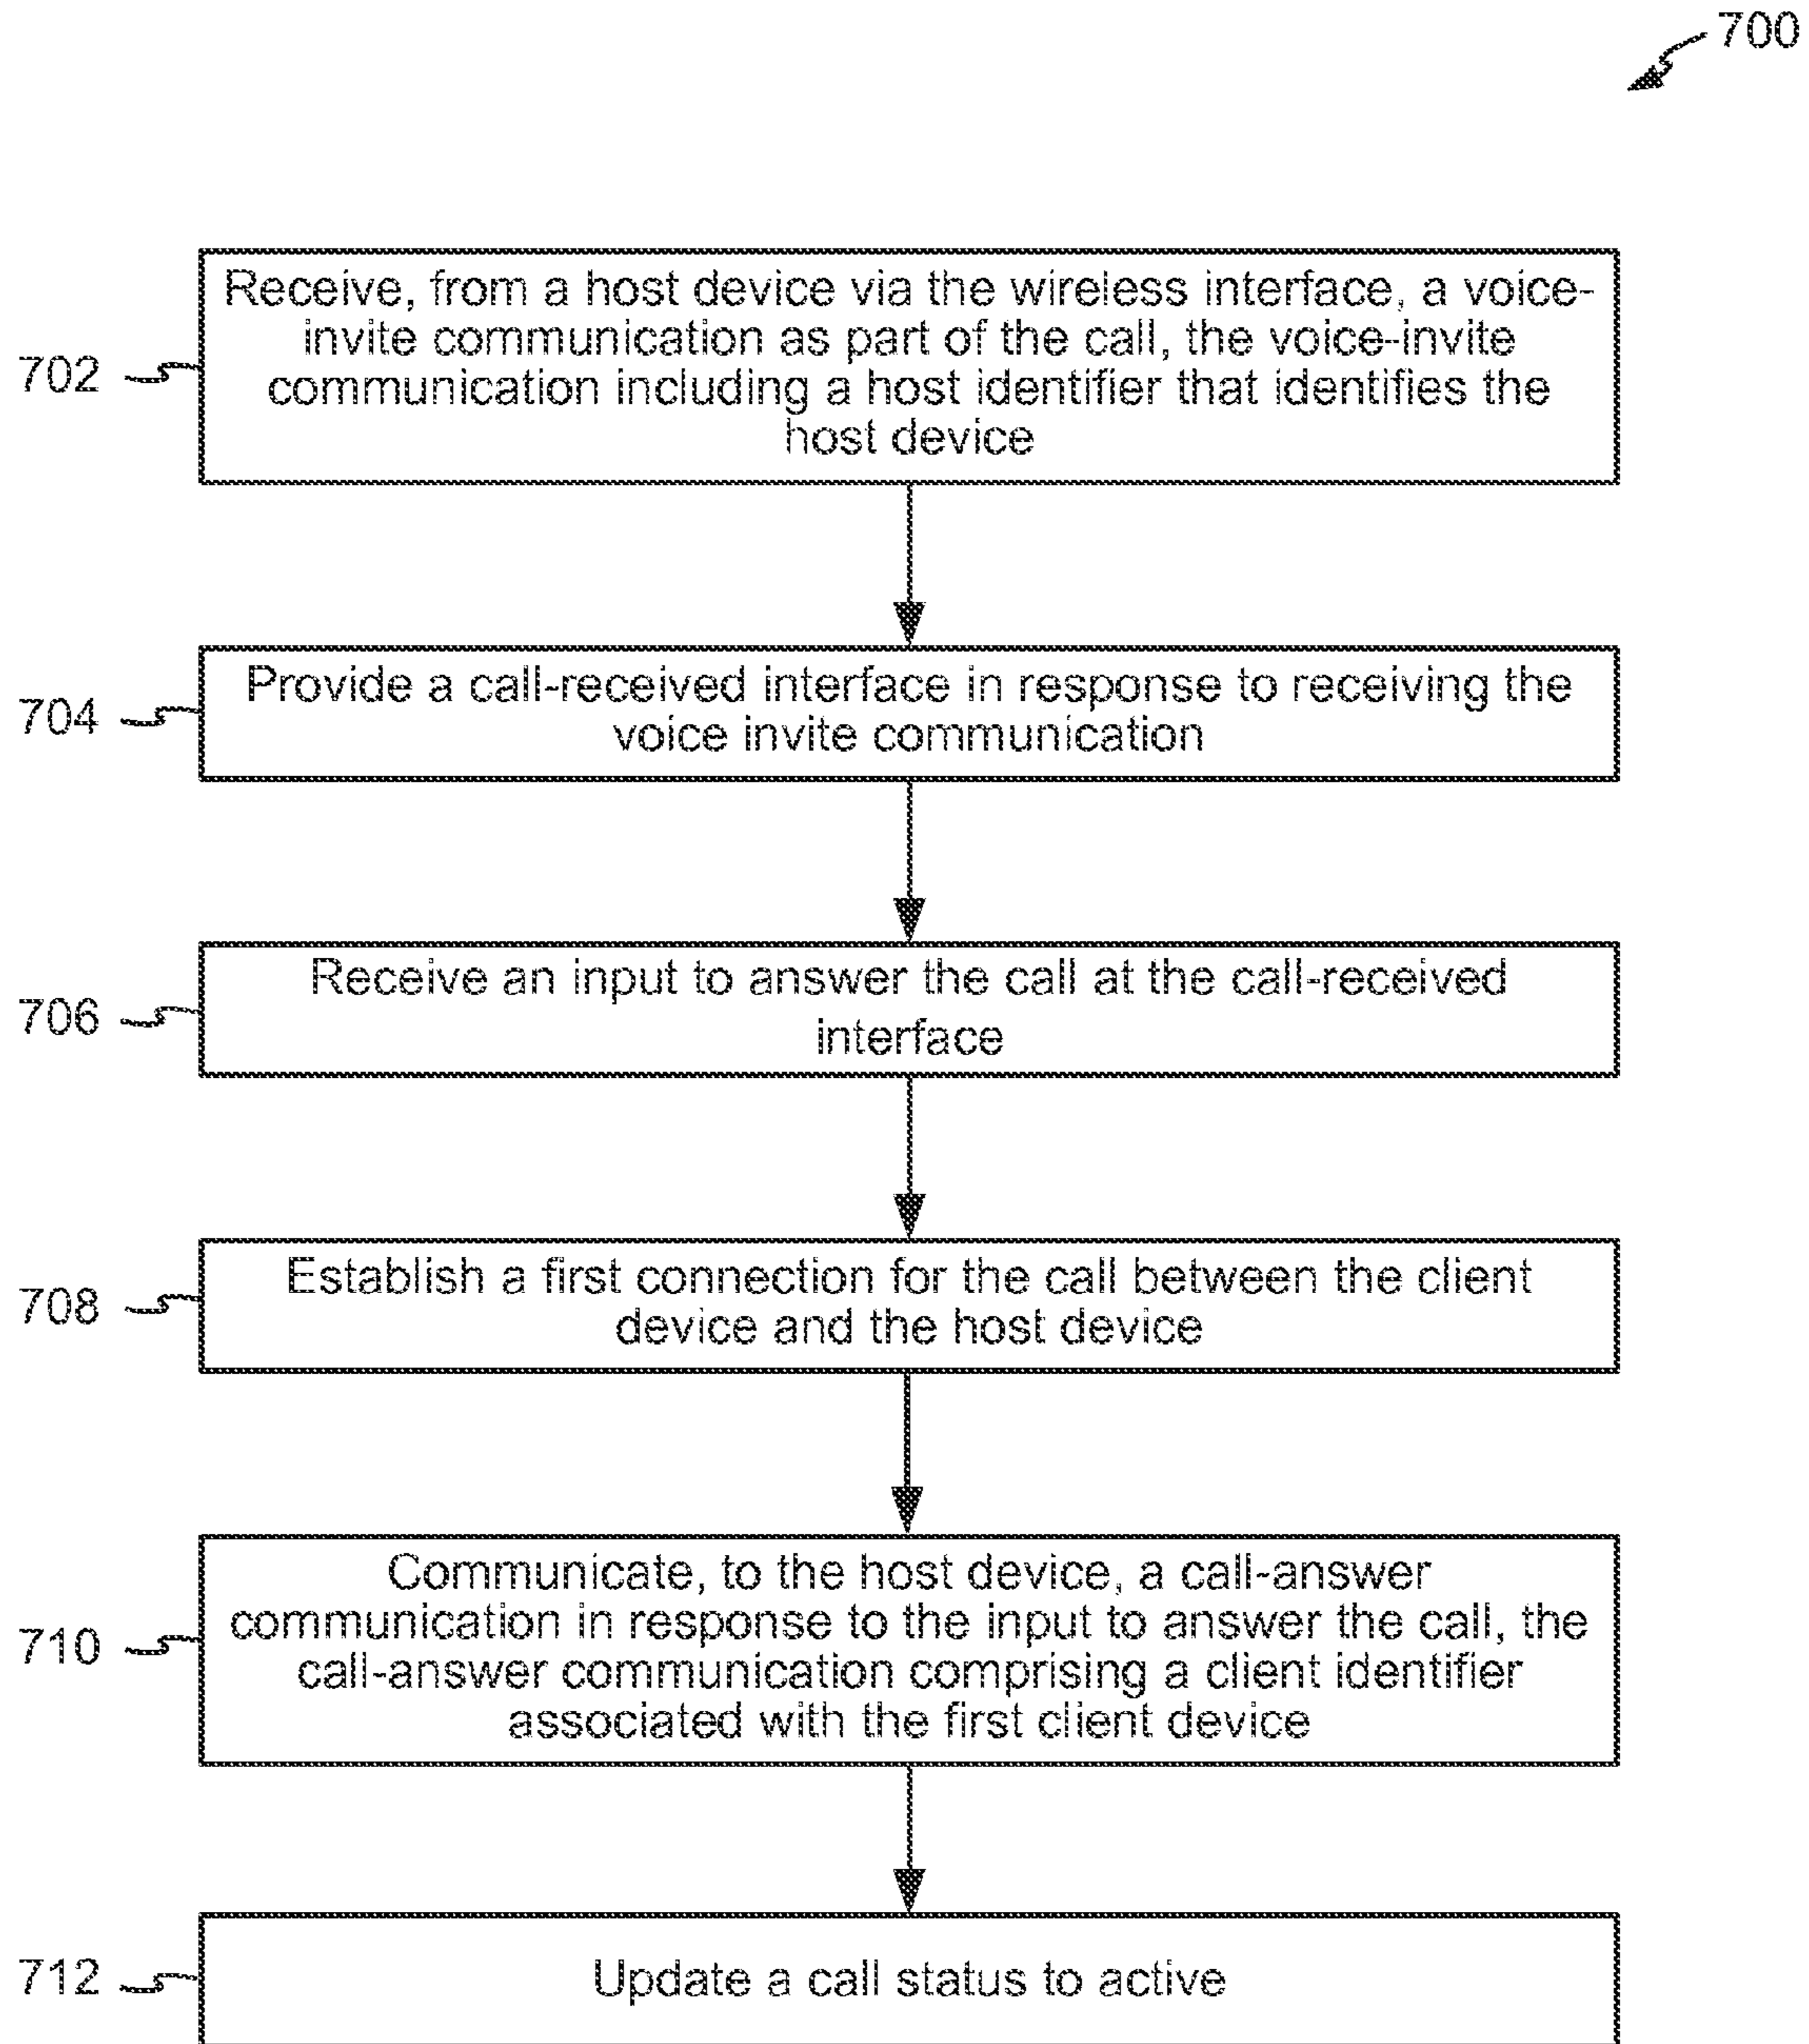 700
Receive, from a host device via the wireless interface, a voice-
invite communication as part of the call, the voice-invite
communication including a host identifier that identifies the
host device
702
Provide a call-received interface in response to receiving the
voice invite communication
704
Receive an input to answer the call at the call-received
interface
706
Establish a first connection for the call between the client
device and the host device
708
Communicate, to the host device, a call-answer
communication in response to the input to answer the call, the
call-answer communication comprising a client identifier
associated with the first client device
710
Update a call status to active
712